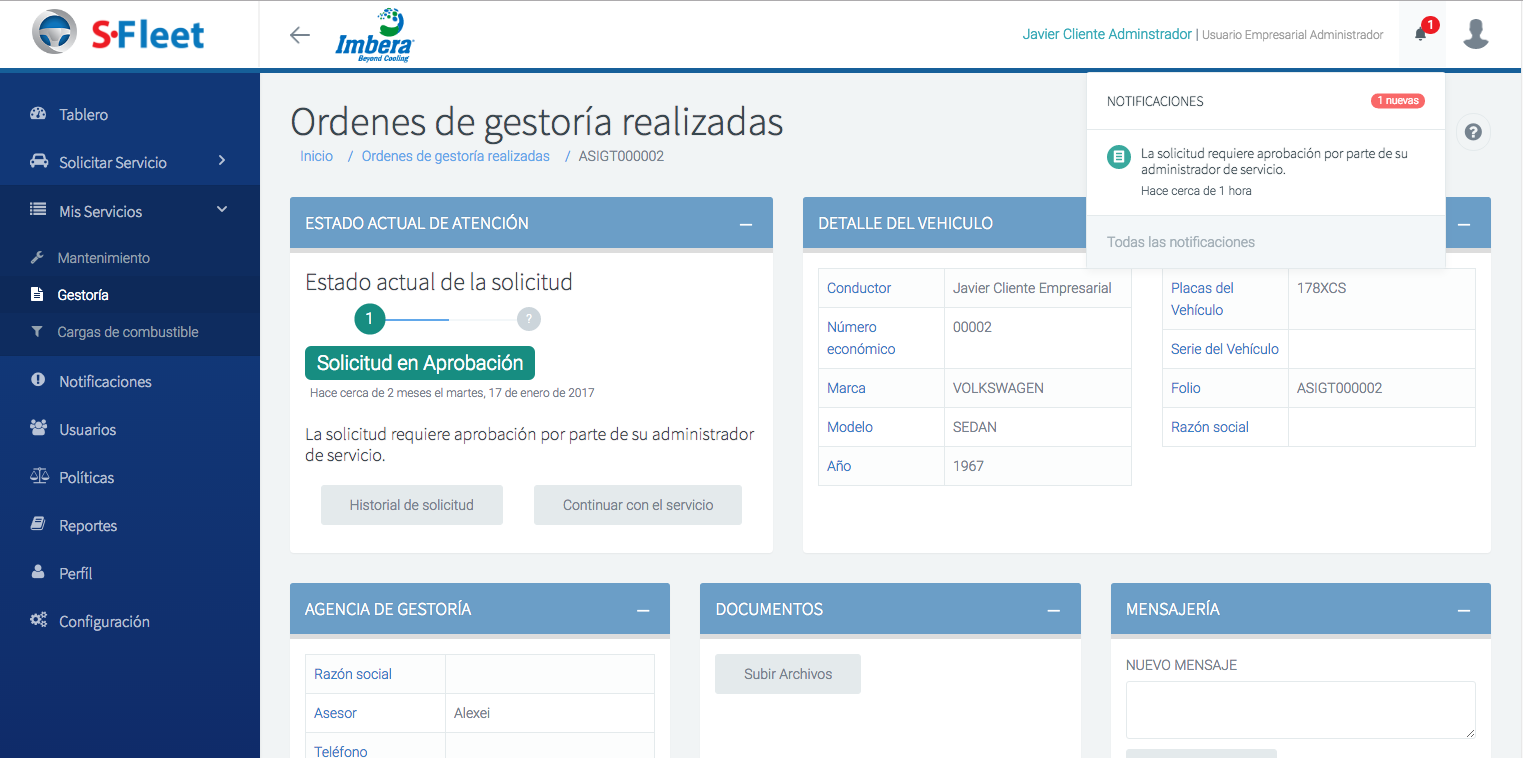 S·Fleet
Imbera
Beyond Cooling
Javier Cliente Adminstrador | Usuario Empresarial Administrador
1
Tablero
Solicitar Servicio
Mis Servicios
Mantenimiento
Gestoría
Cargas de combustible
Notificaciones
Usuarios
Políticas
Reportes
Perfíl
Configuración
Ordenes de gestoría realizadas
Inicio / Ordenes de gestoría realizadas / ASIGT000002
NOTIFICACIONES
1 nuevas
La solicitud requiere aprobación por parte de su
administrador de servicio.
Hace cerca de 1 hora
Todas las notificaciones
?
ESTADO ACTUAL DE ATENCIÓN
Estado actual de la solicitud
1
?
Solicitud en Aprobación
Hace cerca de 2 meses el martes, 17 de enero de 2017
La solicitud requiere aprobación por parte de su administrador
de servicio.
Historial de solicitud
Continuar con el servicio
DETALLE DEL VEHICULO
Conductor
Javier Cliente Empresarial
Número
económico
00002
Marca
VOLKSWAGEN
Modelo
SEDAN
Año
1967
Placas del
Vehículo
178XCS
Serie del Vehículo
Folio
ASIGT000002
Razón social
AGENCIA DE GESTORÍA
Razón social
Asesor
Alexei
Teléfono
DOCUMENTOS
Subir Archivos
MENSAJERÍA
NUEVO MENSAJE